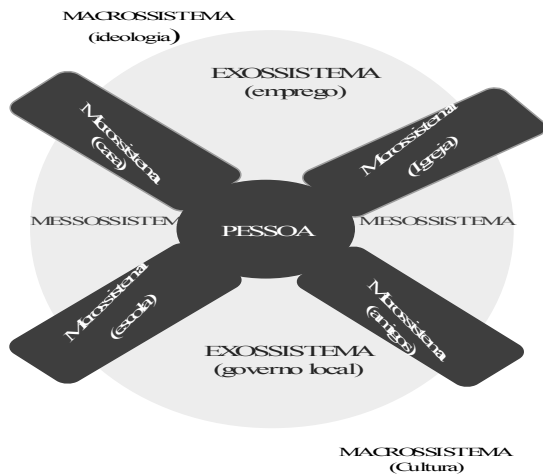 MACROSSISTEMA
(ideologia)
EXOSSISTEMA
(emprego)
Microssistema
(casa)
Microssistema
(Igreja)
MESSOSSISTEM
PESSOA
MESOSSISTEMA
Microssistema
(escola)
Microssistema
(amigos)
EXOSSISTEMA
(governo local)
MACROSSISTEMA
(Cultura)